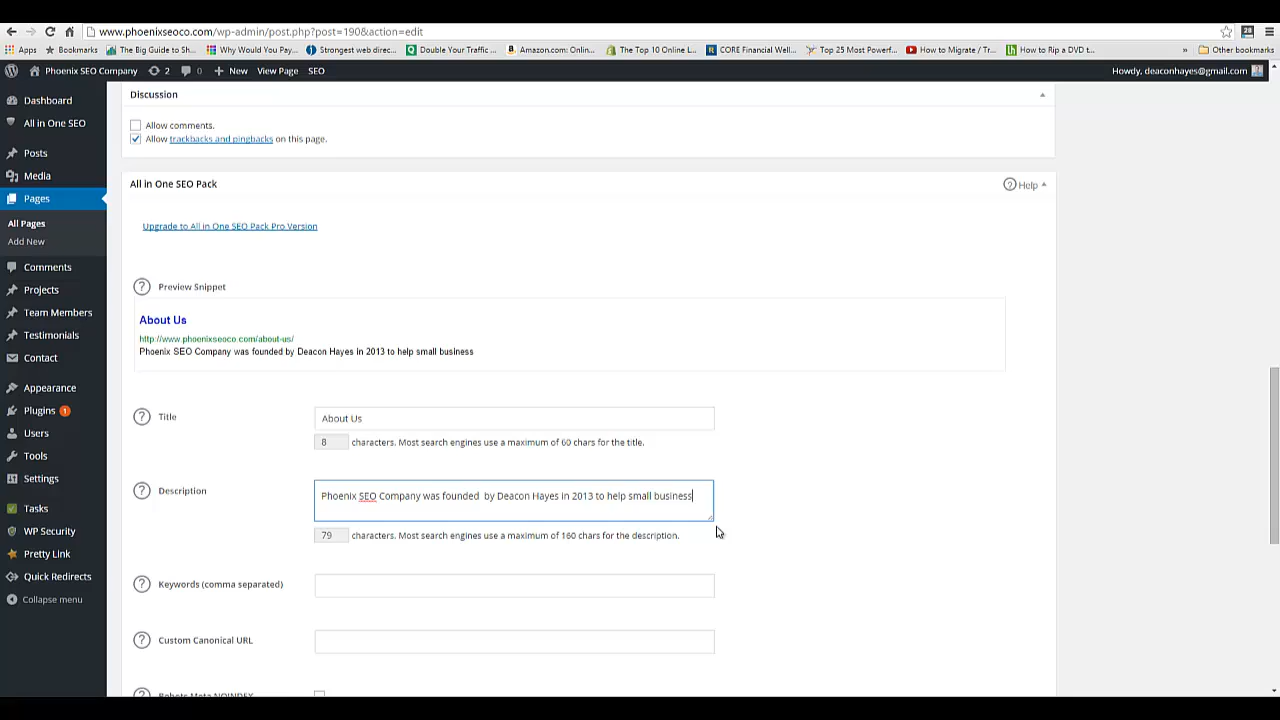 www.phoenixseoco.com/wp-admin/post.php?post=190&action=edit
Apps Bookmarks The Big Guide to Sh... Why Would You Pay... Strongest web direc... Double Your Traffic ... Amazon.com: Onlin... The Top 10 Online L... CORE Financial Well... Top 25 Most Powerf... How to Migrate / Tr... How to Rip a DVD t... » Other bookmarks
Phoenix SEO Company 2 0 New View Page SEO Howdy, deaconhayes@gmail.com
Dashboard
All in One SEO
Posts
Media
Pages
All Pages
Add New
Comments
Projects
Team Members
Testimonials
Contact
Appearance
Plugins 1
Users
Tools
Settings
Tasks
WP Security
Pretty Link
Quick Redirects
Collapse menu
Discussion
Allow comments.
Allow trackbacks and pingbacks on this page.
All in One SEO Pack
? Help
Upgrade to All in One SEO Pack Pro Version
? Preview Snippet
About Us
http://www.phoenixseoco.com/about-us/
Phoenix SEO Company was founded by Deacon Hayes in 2013 to help small business
? Title About Us
8 characters. Most search engines use a maximum of 60 chars for the title.
? Description Phoenix SEO Company was founded  by Deacon Hayes in 2013 to help small business
79 characters. Most search engines use a maximum of 160 chars for the description.
? Keywords (comma separated)
? Custom Canonical URL
Robots Meta NOINDEX